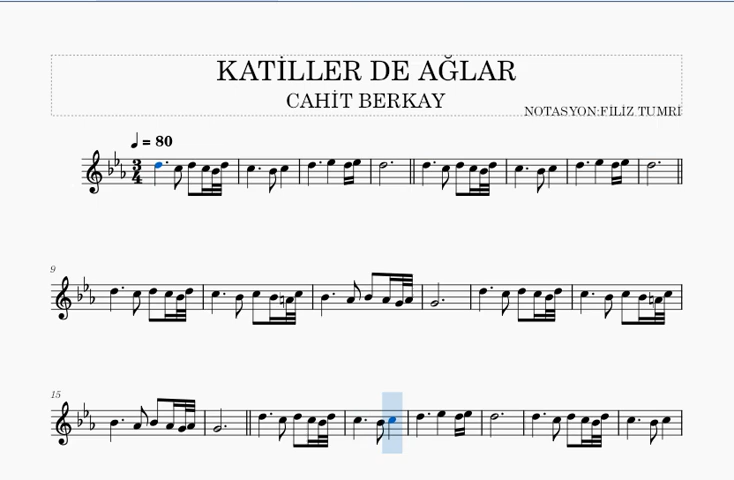 KATİLLER DE AĞLAR
CAHİT BERKAY
NOTASYON:FİLİZ TUMRİ
= 80
3
4
9
15